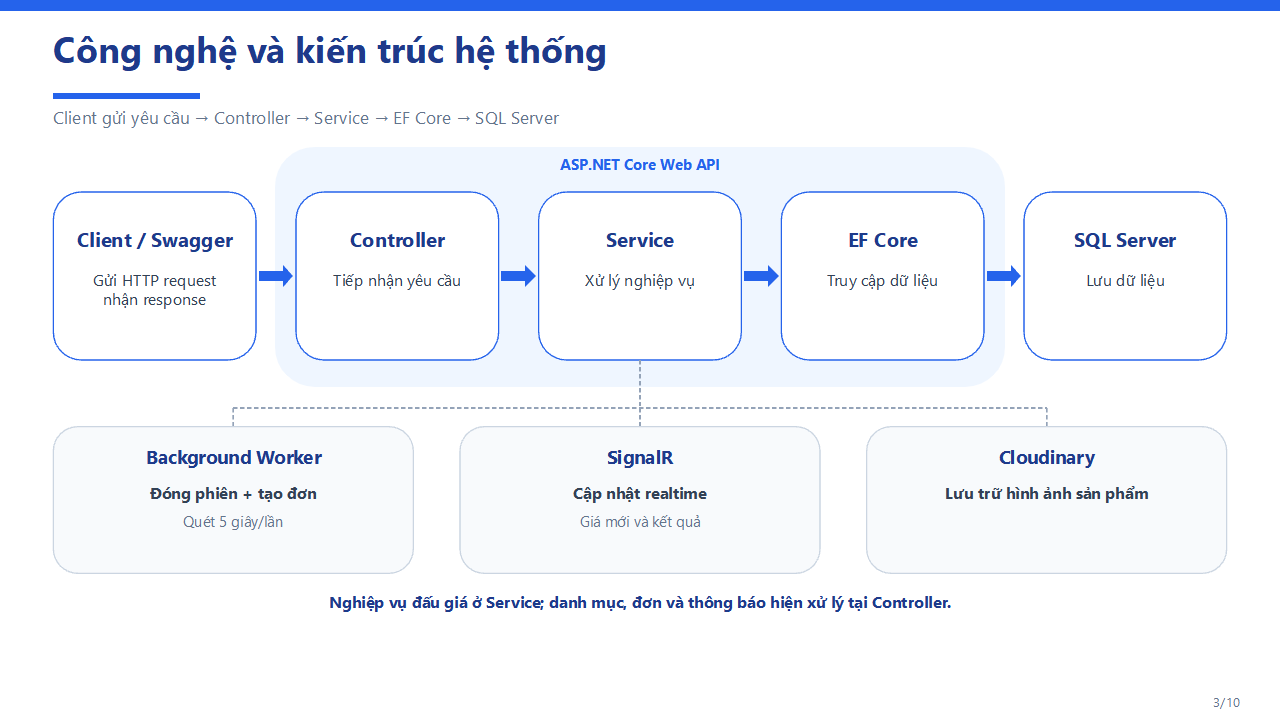 Công nghệ và kiến trúc hệ thống
Client gửi yêu cầu → Controller → Service → EF Core → SQL Server
ASP.NET Core Web API
Client / Swagger
Gửi HTTP request
nhận response
Controller
Tiếp nhận yêu cầu
Service
Xử lý nghiệp vụ
EF Core
Truy cập dữ liệu
SQL Server
Lưu dữ liệu
Background Worker
Đóng phiên + tạo đơn
Quét 5 giây/lần
SignalR
Cập nhật realtime
Giá mới và kết quả
Cloudinary
Lưu trữ hình ảnh sản phẩm
Nghiệp vụ đấu giá ở Service; danh mục, đơn và thông báo hiện xử lý tại Controller.
3/10